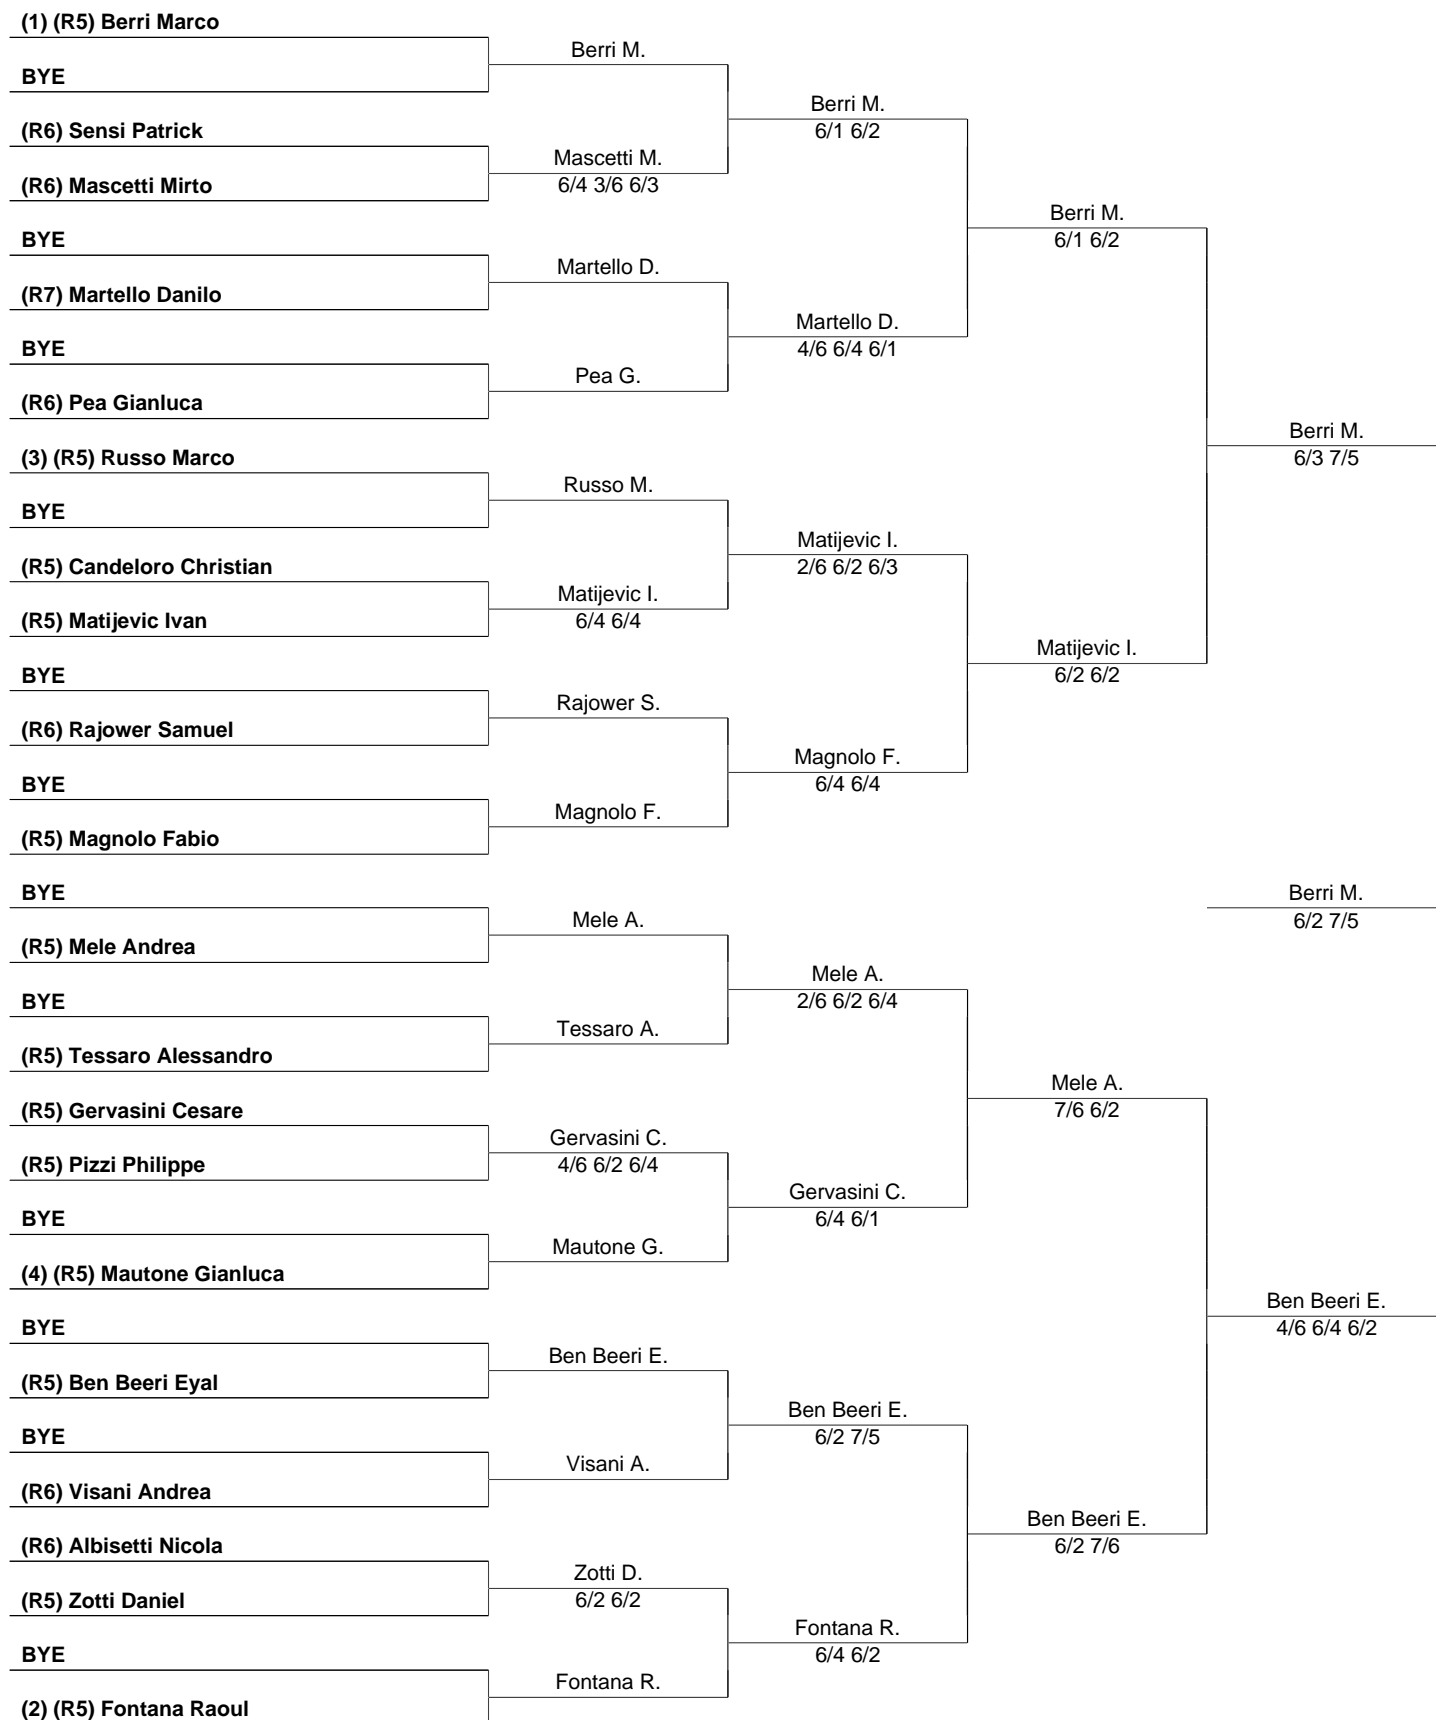 (1) (R5) Berri Marco
BYE
(R6) Sensi Patrick
(R6) Mascetti Mirto
BYE
(R7) Martello Danilo
BYE
(R6) Pea Gianluca
(3) (R5) Russo Marco
BYE
(R5) Candeloro Christian
(R5) Matijevic Ivan
BYE
(R6) Rajower Samuel
BYE
(R5) Magnolo Fabio
BYE
(R5) Mele Andrea
BYE
(R5) Tessaro Alessandro
(R5) Gervasini Cesare
(R5) Pizzi Philippe
BYE
(4) (R5) Mautone Gianluca
BYE
(R5) Ben Beeri Eyal
BYE
(R6) Visani Andrea
(R6) Albisetti Nicola
(R5) Zotti Daniel
BYE
(2) (R5) Fontana Raoul
Berri M.
Mascetti M.
6/4 3/6 6/3
Martello D.
Pea G.
Russo M.
Matijevic I.
6/4 6/4
Rajower S.
Magnolo F.
Mele A.
Tessaro A.
Gervasini C.
4/6 6/2 6/4
Mautone G.
Ben Beeri E.
Visani A.
Zotti D.
6/2 6/2
Fontana R.
Berri M.
6/1 6/2
Martello D.
4/6 6/4 6/1
Matijevic I.
2/6 6/2 6/3
Magnolo F.
6/4 6/4
Mele A.
2/6 6/2 6/4
Gervasini C.
6/4 6/1
Ben Beeri E.
6/2 7/5
Fontana R.
6/4 6/2
Berri M.
6/1 6/2
Matijevic I.
6/2 6/2
Mele A.
7/6 6/2
Ben Beeri E.
6/2 7/6
Berri M.
6/3 7/5
Berri M.
6/2 7/5
Ben Beeri E.
4/6 6/4 6/2